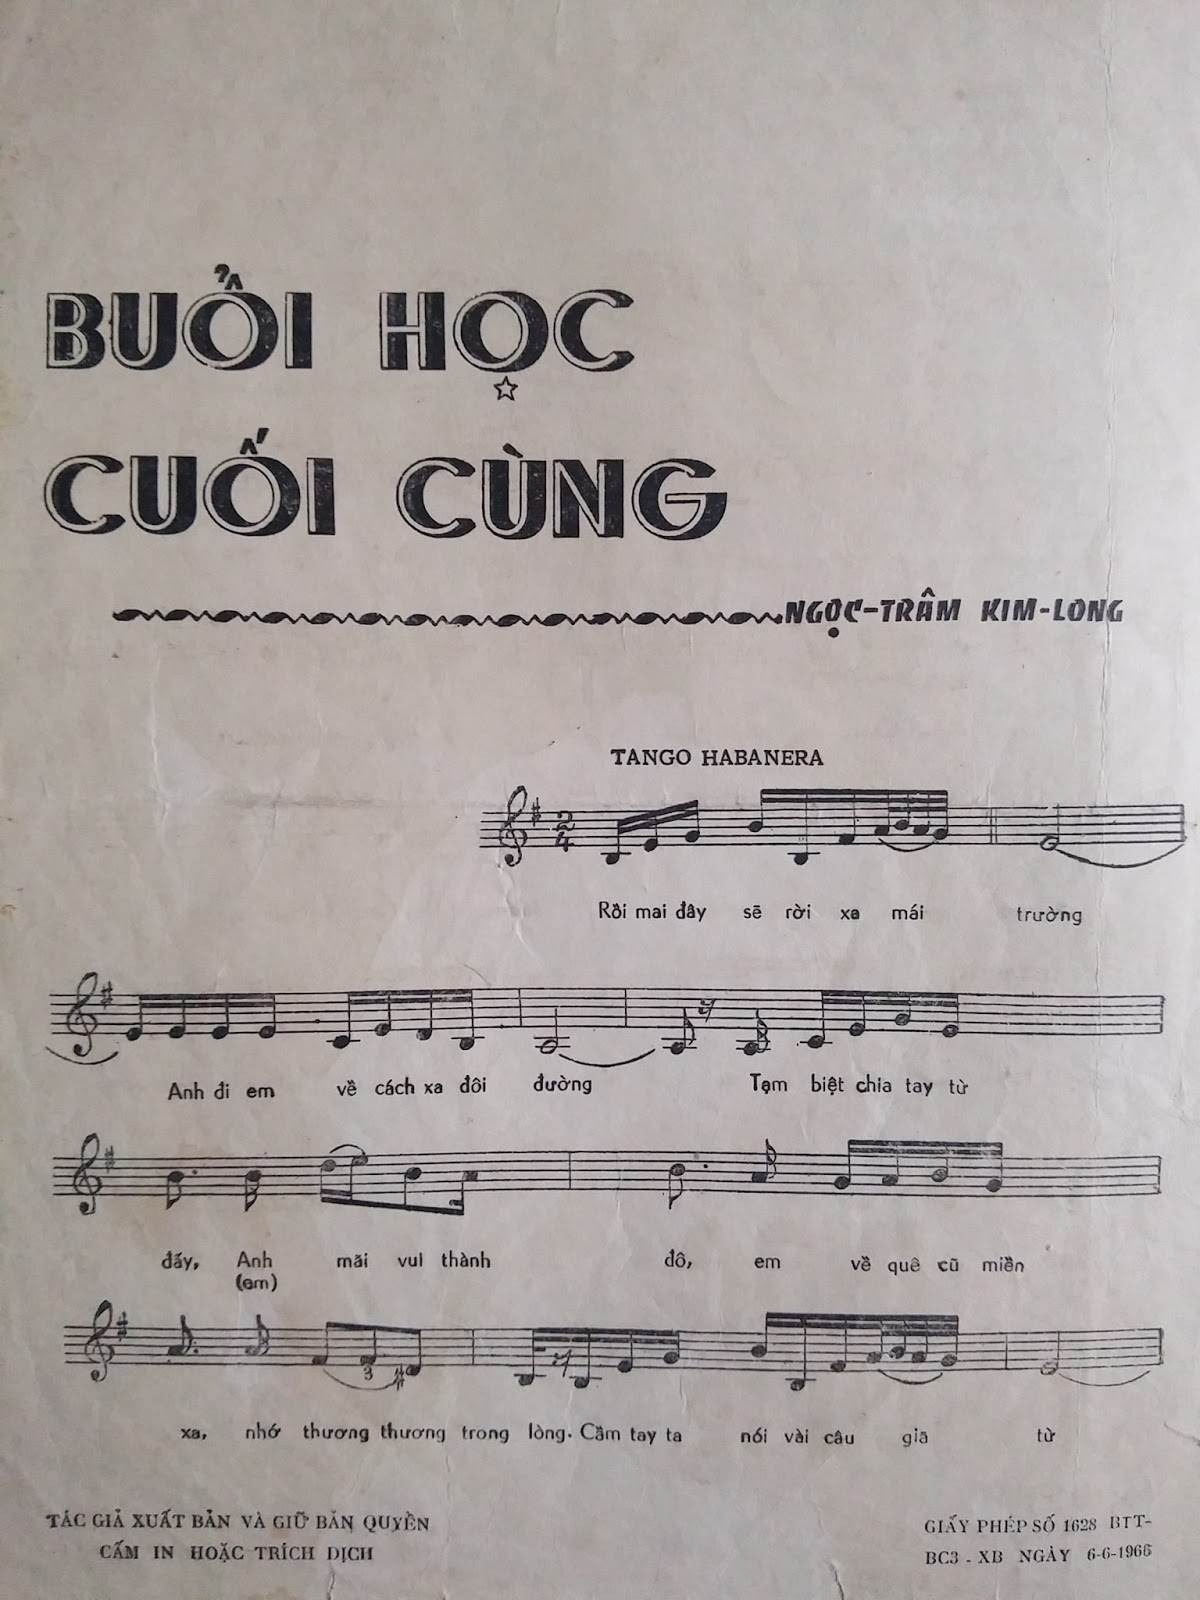 BUỔI HỌC
CUỐI CÙNG
NGỌC-TRÂM KIM-LONG
TANGO HABANERA
2
4
Rồi mai đây sẽ rời xa mái trường
Anh đi em về cách xa đôi đường Tạm biệt chia tay từ
đấy, Anh mãi vui thành đô, em về quê cũ miền
(em)
3
xa, nhớ thương thương trong lòng. Cầm tay ta nói vài câu giã từ
TÁC GIẢ XUẤT BẢN VÀ GIỮ BẢN QUYỀN
CẤM IN HOẶC TRÍCH DỊCH
GIẤY PHÉP SỐ 1628 BTT-
BC3 - XB NGÀY 6-6-1966